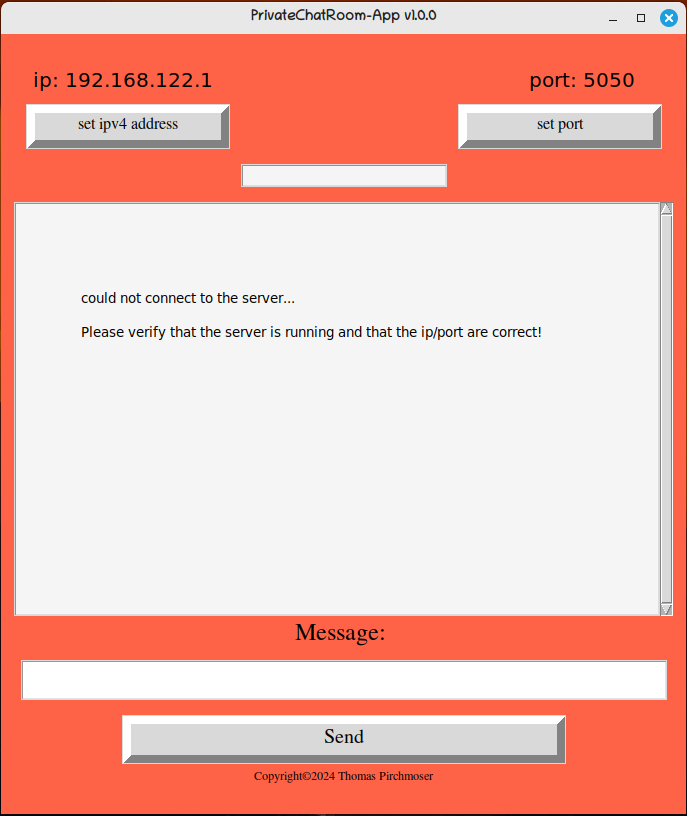 PrivateChatRoom-App v1.0.0
ip: 192.168.122.1
port: 5050
set ipv4 address
set port
could not connect to the server...
Please verify that the server is running and that the ip/port are correct!
Message:
Send
Copyright©2024 Thomas Pirchmoser